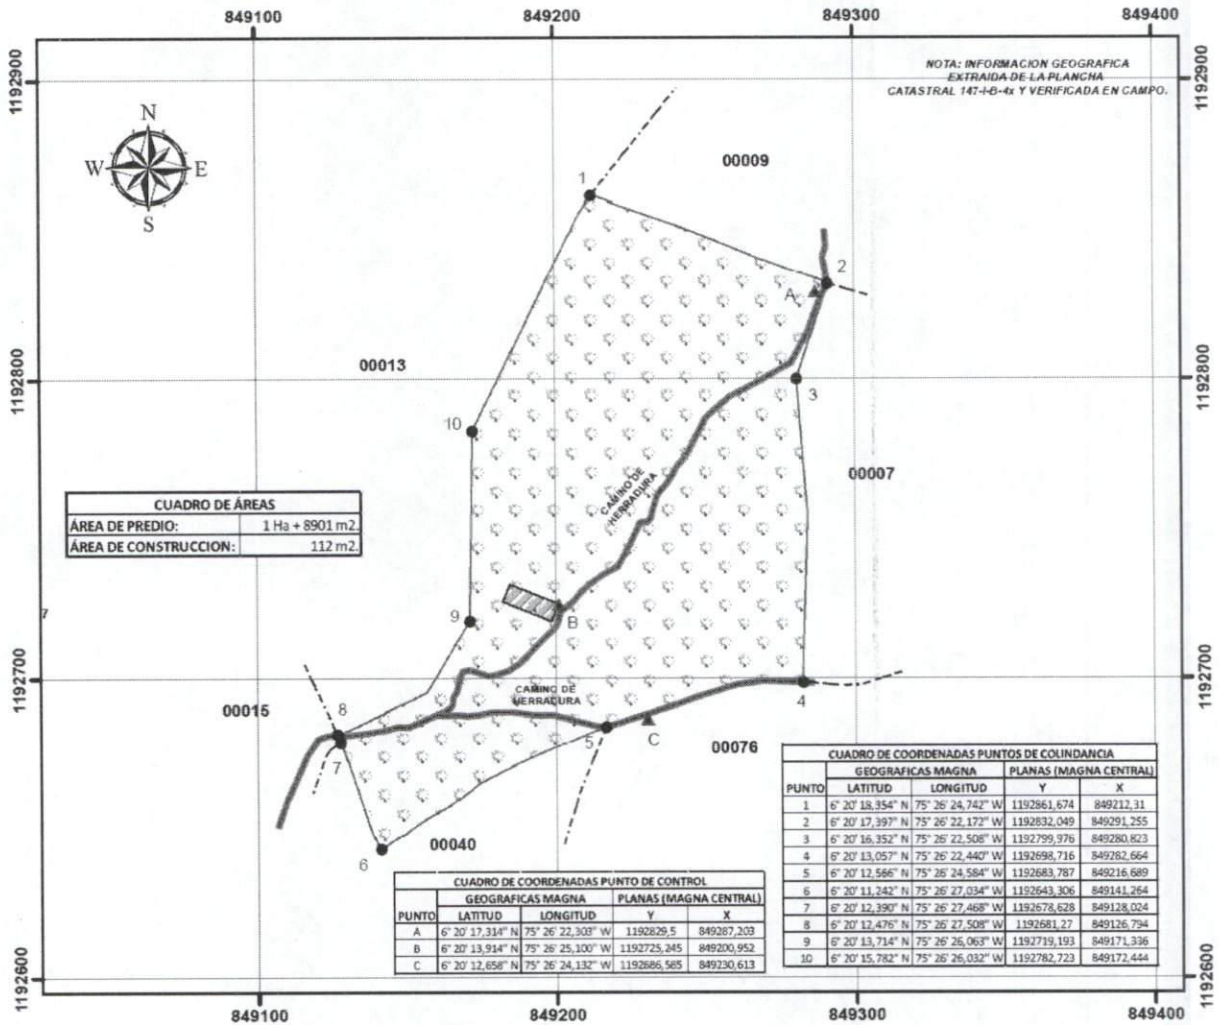 849100 849200 849300 849400
1192900
1192900
NOTA: INFORMACION GEOGRAFICA
EXTRAIDA DE LA PLANCHA
CATASTRAL 147-I-B-4x Y VERIFICADA EN CAMPO.
N
W E
S
1
00009
2
A
00013
1192800
1192800
3
10
00007
CAMINO DE
HERRADURA
CUADRO DE ÁREAS
ÁREA DE PREDIO: 1 Ha + 8901 m2.
ÁREA DE CONSTRUCCION: 112 m2.
7
9
B
1192700
1192700
CAMINO DE
HERRADURA
4
00015
8
5
C
00076
7
6
00040
CUADRO DE COORDENADAS PUNTOS DE COLINDANCIA
GEOGRAFICAS MAGNA PLANAS (MAGNA CENTRAL)
PUNTO LATITUD LONGITUD Y X
1 6° 20' 18,354" N 75° 26' 24,742" W 1192861,674 849212,31
2 6° 20' 17,397" N 75° 26' 22,172" W 1192832,049 849291,255
3 6° 20' 16,352" N 75° 26' 22,508" W 1192799,976 849280,823
4 6° 20' 13,057" N 75° 26' 22,440" W 1192698,716 849282,664
5 6° 20' 12,566" N 75° 26' 24,584" W 1192683,787 849216,689
6 6° 20' 11,242" N 75° 26' 27,034" W 1192643,306 849141,264
7 6° 20' 12,390" N 75° 26' 27,468" W 1192678,628 849128,024
8 6° 20' 12,476" N 75° 26' 27,508" W 1192681,27 849126,794
9 6° 20' 13,714" N 75° 26' 26,063" W 1192719,193 849171,336
10 6° 20' 15,782" N 75° 26' 26,032" W 1192782,723 849172,444
CUADRO DE COORDENADAS PUNTO DE CONTROL
GEOGRAFICAS MAGNA PLANAS (MAGNA CENTRAL)
PUNTO LATITUD LONGITUD Y X
A 6° 20' 17,314" N 75° 26' 22,303" W 1192829,5 849287,203
B 6° 20' 13,914" N 75° 26' 25,100" W 1192725,245 849200,952
C 6° 20' 12,658" N 75° 26' 24,132" W 1192686,585 849230,613
1192600
1192600
849100 849200 849300 849400